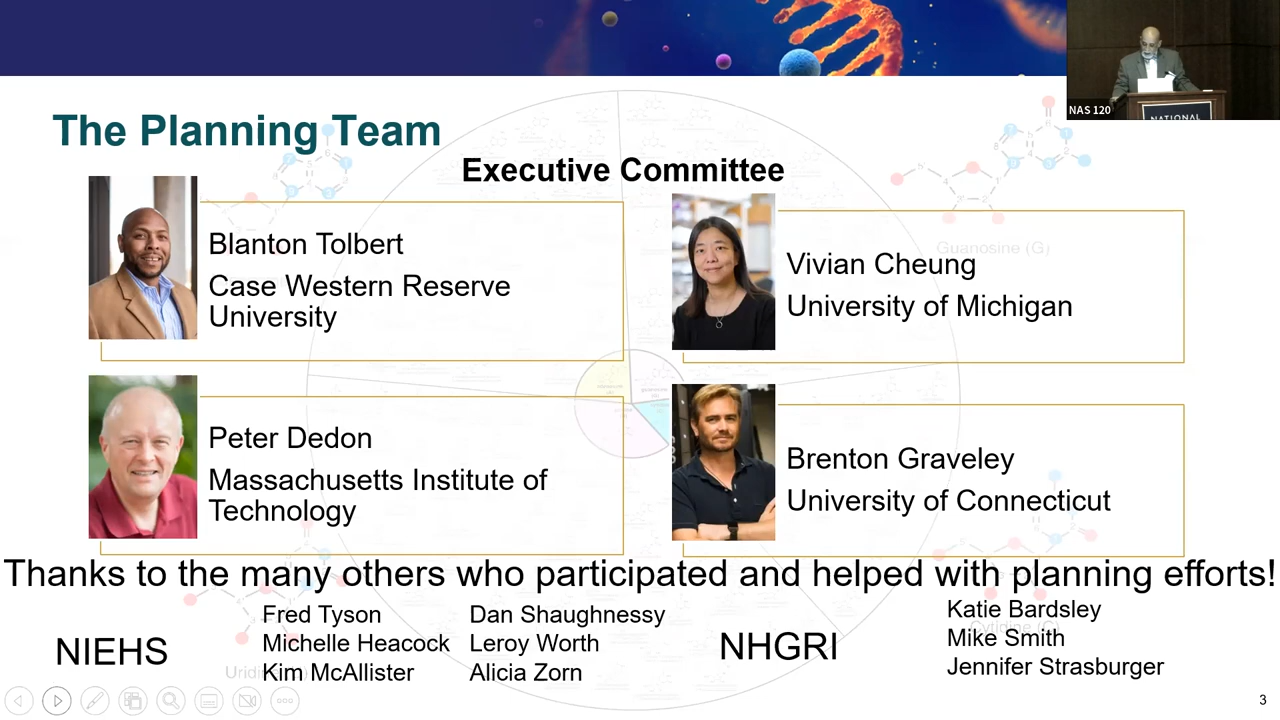 NAS 120
NATIONAL
The Planning Team
Executive Committee
Blanton Tolbert
Case Western Reserve
University
Vivian Cheung
University of Michigan
Peter Dedon
Massachusetts Institute of
Technology
Brenton Graveley
University of Connecticut
Guanosine (G)
Thanks to the many others who participated and helped with planning efforts!
NIEHS
Fred Tyson
Michelle Heacock
Kim McAllister
Dan Shaughnessy
Leroy Worth
Alicia Zorn
NHGRI
Katie Bardsley
Mike Smith
Jennifer Strasburger
Cytidine (C)
3